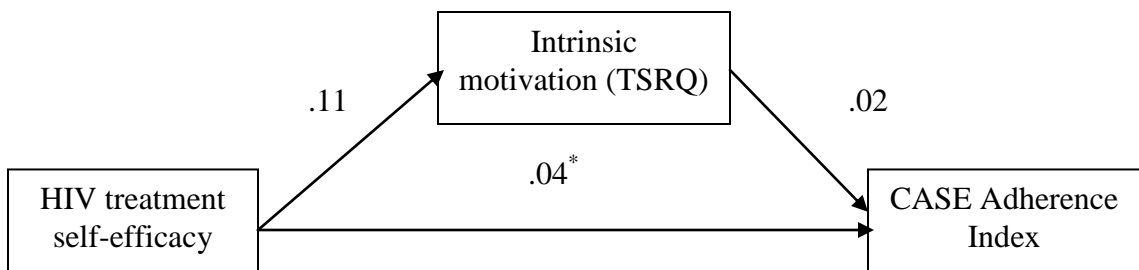 Intrinsic
motivation (TSRQ)
.11
.02
.04*
HIV treatment
self-efficacy
CASE Adherence
Index